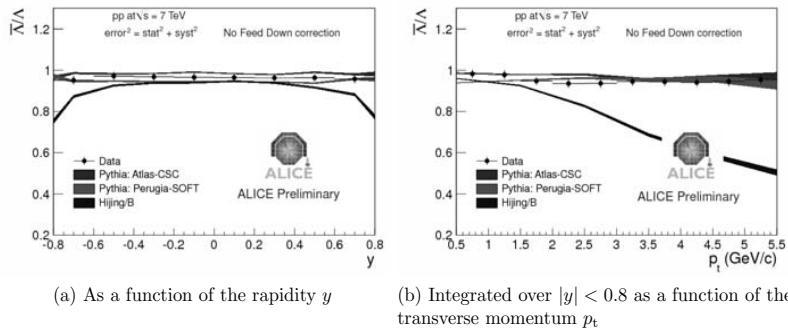 Λ̅/Λ
1.2
1
0.8
0.6
0.4
0.2
pp at √s = 7 TeV
error² = stat² + syst²
No Feed Down correction
Data
Pythia: Atlas-CSC
Pythia: Perugia-SOFT
Hijing/B
ALICE
ALICE Preliminary
-0.8 -0.6 -0.4 -0.2 0 0.2 0.4 0.6 0.8
y
(a) As a function of the rapidity y
Λ̅/Λ
1.2
1
0.8
0.6
0.4
0.2
pp at √s = 7 TeV
error² = stat² + syst²
No Feed Down correction
Data
Pythia: Atlas-CSC
Pythia: Perugia-SOFT
Hijing/B
ALICE
ALICE Preliminary
0.5 1 1.5 2 2.5 3 3.5 4 4.5 5 5.5
pt (GeV/c)
(b) Integrated over |y| < 0.8 as a function of the
transverse momentum pt